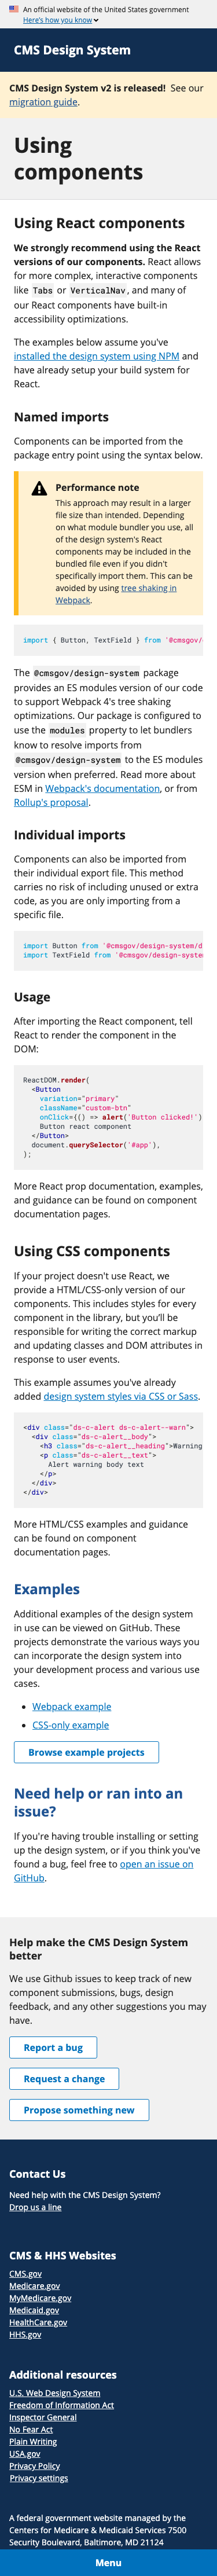 An official website of the United States government
Here's how you know
CMS Design System
CMS Design System v2 is released! See our
migration guide.
Using
components
Using React components
We strongly recommend using the React
versions of our components. React allows
for more complex, interactive components
like Tabs or VerticalNav, and many of
our React components have built-in
accessibility optimizations.
The examples below assume you've
installed the design system using NPM and
have already setup your build system for
React.
Named imports
Components can be imported from the
package entry point using the syntax below.
Performance note
This approach may result in a larger
file size than intended. Depending
on what module bundler you use, all
of the design system's React
components may be included in the
bundled file even if you didn't
specifically import them. This can be
avoided by using tree shaking in
Webpack.
import { Button, TextField } from '@cmsgov/
The @cmsgov/design-system package
provides an ES modules version of our code
to support Webpack 4's tree shaking
optimizations. Our package is configured to
use the modules property to let bundlers
know to resolve imports from
@cmsgov/design-system to the ES modules
version when preferred. Read more about
ESM in Webpack's documentation, or from
Rollup's proposal.
Individual imports
Components can also be imported from
their individual export file. This method
carries no risk of including unused or extra
code, as you are only importing from a
specific file.
import Button from '@cmsgov/design-system/d
import TextField from '@cmsgov/design-syste
Usage
After importing the React component, tell
React to render the component in the
DOM:
ReactDOM.render(
<Button
variation="primary"
className="custom-btn"
onClick={() => alert('Button clicked!')
Button react component
</Button>
document.querySelector('#app'),
);
More React prop documentation, examples,
and guidance can be found on component
documentation pages.
Using CSS components
If your project doesn't use React, we
provide a HTML/CSS-only version of our
components. This includes styles for every
component. With this, you'll be
responsible for writing the correct markup
and updating classes and DOM attributes in
response to user events.
This example assumes you've already
added design system styles via CSS or Sass.
<div class="ds-c-alert ds-c-alert--warn">
<div class="ds-c-alert__body">
<h3 class="ds-c-alert__heading">Warning
<p class="ds-c-alert__text">
Alert warning body text
</p>
</div>
</div>
More HTML/CSS examples and guidance
can be found on component
documentation pages.
Examples
Additional examples of the design system
in use can be viewed on GitHub. These
projects demonstrate the various ways you
can incorporate the design system into
your development process and various use
cases.
Webpack example
CSS-only example
Browse example projects
Need help or ran into an
issue?
If you're having trouble installing or setting
up the design system, or if you think you've
found a bug, feel free to open an issue on
GitHub.
Help make the CMS Design System
better
We use Github issues to keep track of new
component submissions, bugs, design
feedback, and any other suggestions you may
have.
Report a bug
Request a change
Propose something new
Contact Us
Need help with the CMS Design System?
Drop us a line
CMS & HHS Websites
CMS.gov
Medicare.gov
MyMedicare.gov
Medicaid.gov
HealthCare.gov
HHS.gov
Additional resources
U.S. Web Design System
Freedom of Information Act
Inspector General
No Fear Act
Plain Writing
USA.gov
Privacy Policy
Privacy settings
A federal government website managed by the
Centers for Medicare & Medicaid Services 7500
Security Boulevard, Baltimore, MD 21124
Menu